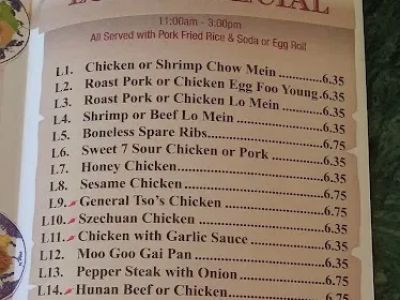 SPECIAL
11:00am - 3:00pm
All Served with Pork Fried Rice & Soda or Egg Roll
L1. Chicken or Shrimp Chow Mein ..............6.35
L2. Roast Pork or Chicken Egg Foo Young.6.35
L3. Roast Pork or Chicken Lo Mein ............6.35
L4. Shrimp or Beef Lo Mein ........................6.35
L5. Boneless Spare Ribs................................6.75
L6. Sweet 7 Sour Chicken or Pork ..............6.35
L7. Honey Chicken .......................................6.35
L8. Sesame Chicken ......................................6.75
L9. General Tso's Chicken ...........................6.75
L10. Szechuan Chicken .................................6.35
L11. Chicken with Garlic Sauce ...................6.35
L12. Moo Goo Gai Pan ..................................6.35
L13. Pepper Steak with Onion ......................6.75
L14. Hunan Beef or Chicken.........................6.35